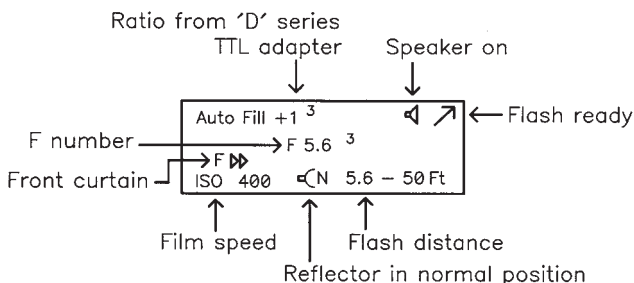 Ratio from 'D' series
TTL adapter
Speaker on
Auto Fill +1 3
Flash ready
F number
F 5.6 3
F
Front curtain
ISO 400 N 5.6 – 50 Ft
Film speed
Flash distance
Reflector in normal position